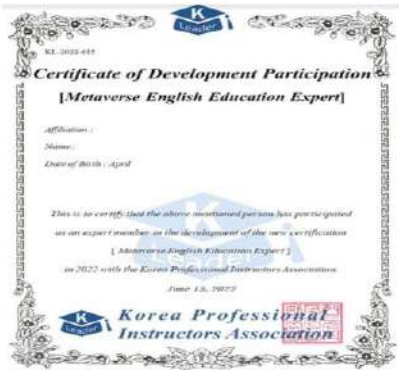 K
Leader
KL-2022-615
Certificate of Development Participation
[Metaverse English Education Expert]
Affiliation :
Name :
Date of Birth : April
This is to certify that the above mentioned person has participated
as an expert member in the development of the new certification
[ Metaverse English Education Expert ]
in 2022 with the Korea Professional Instructors Association.
June 13, 2022
K
Leader
Korea Professional
Instructors Association